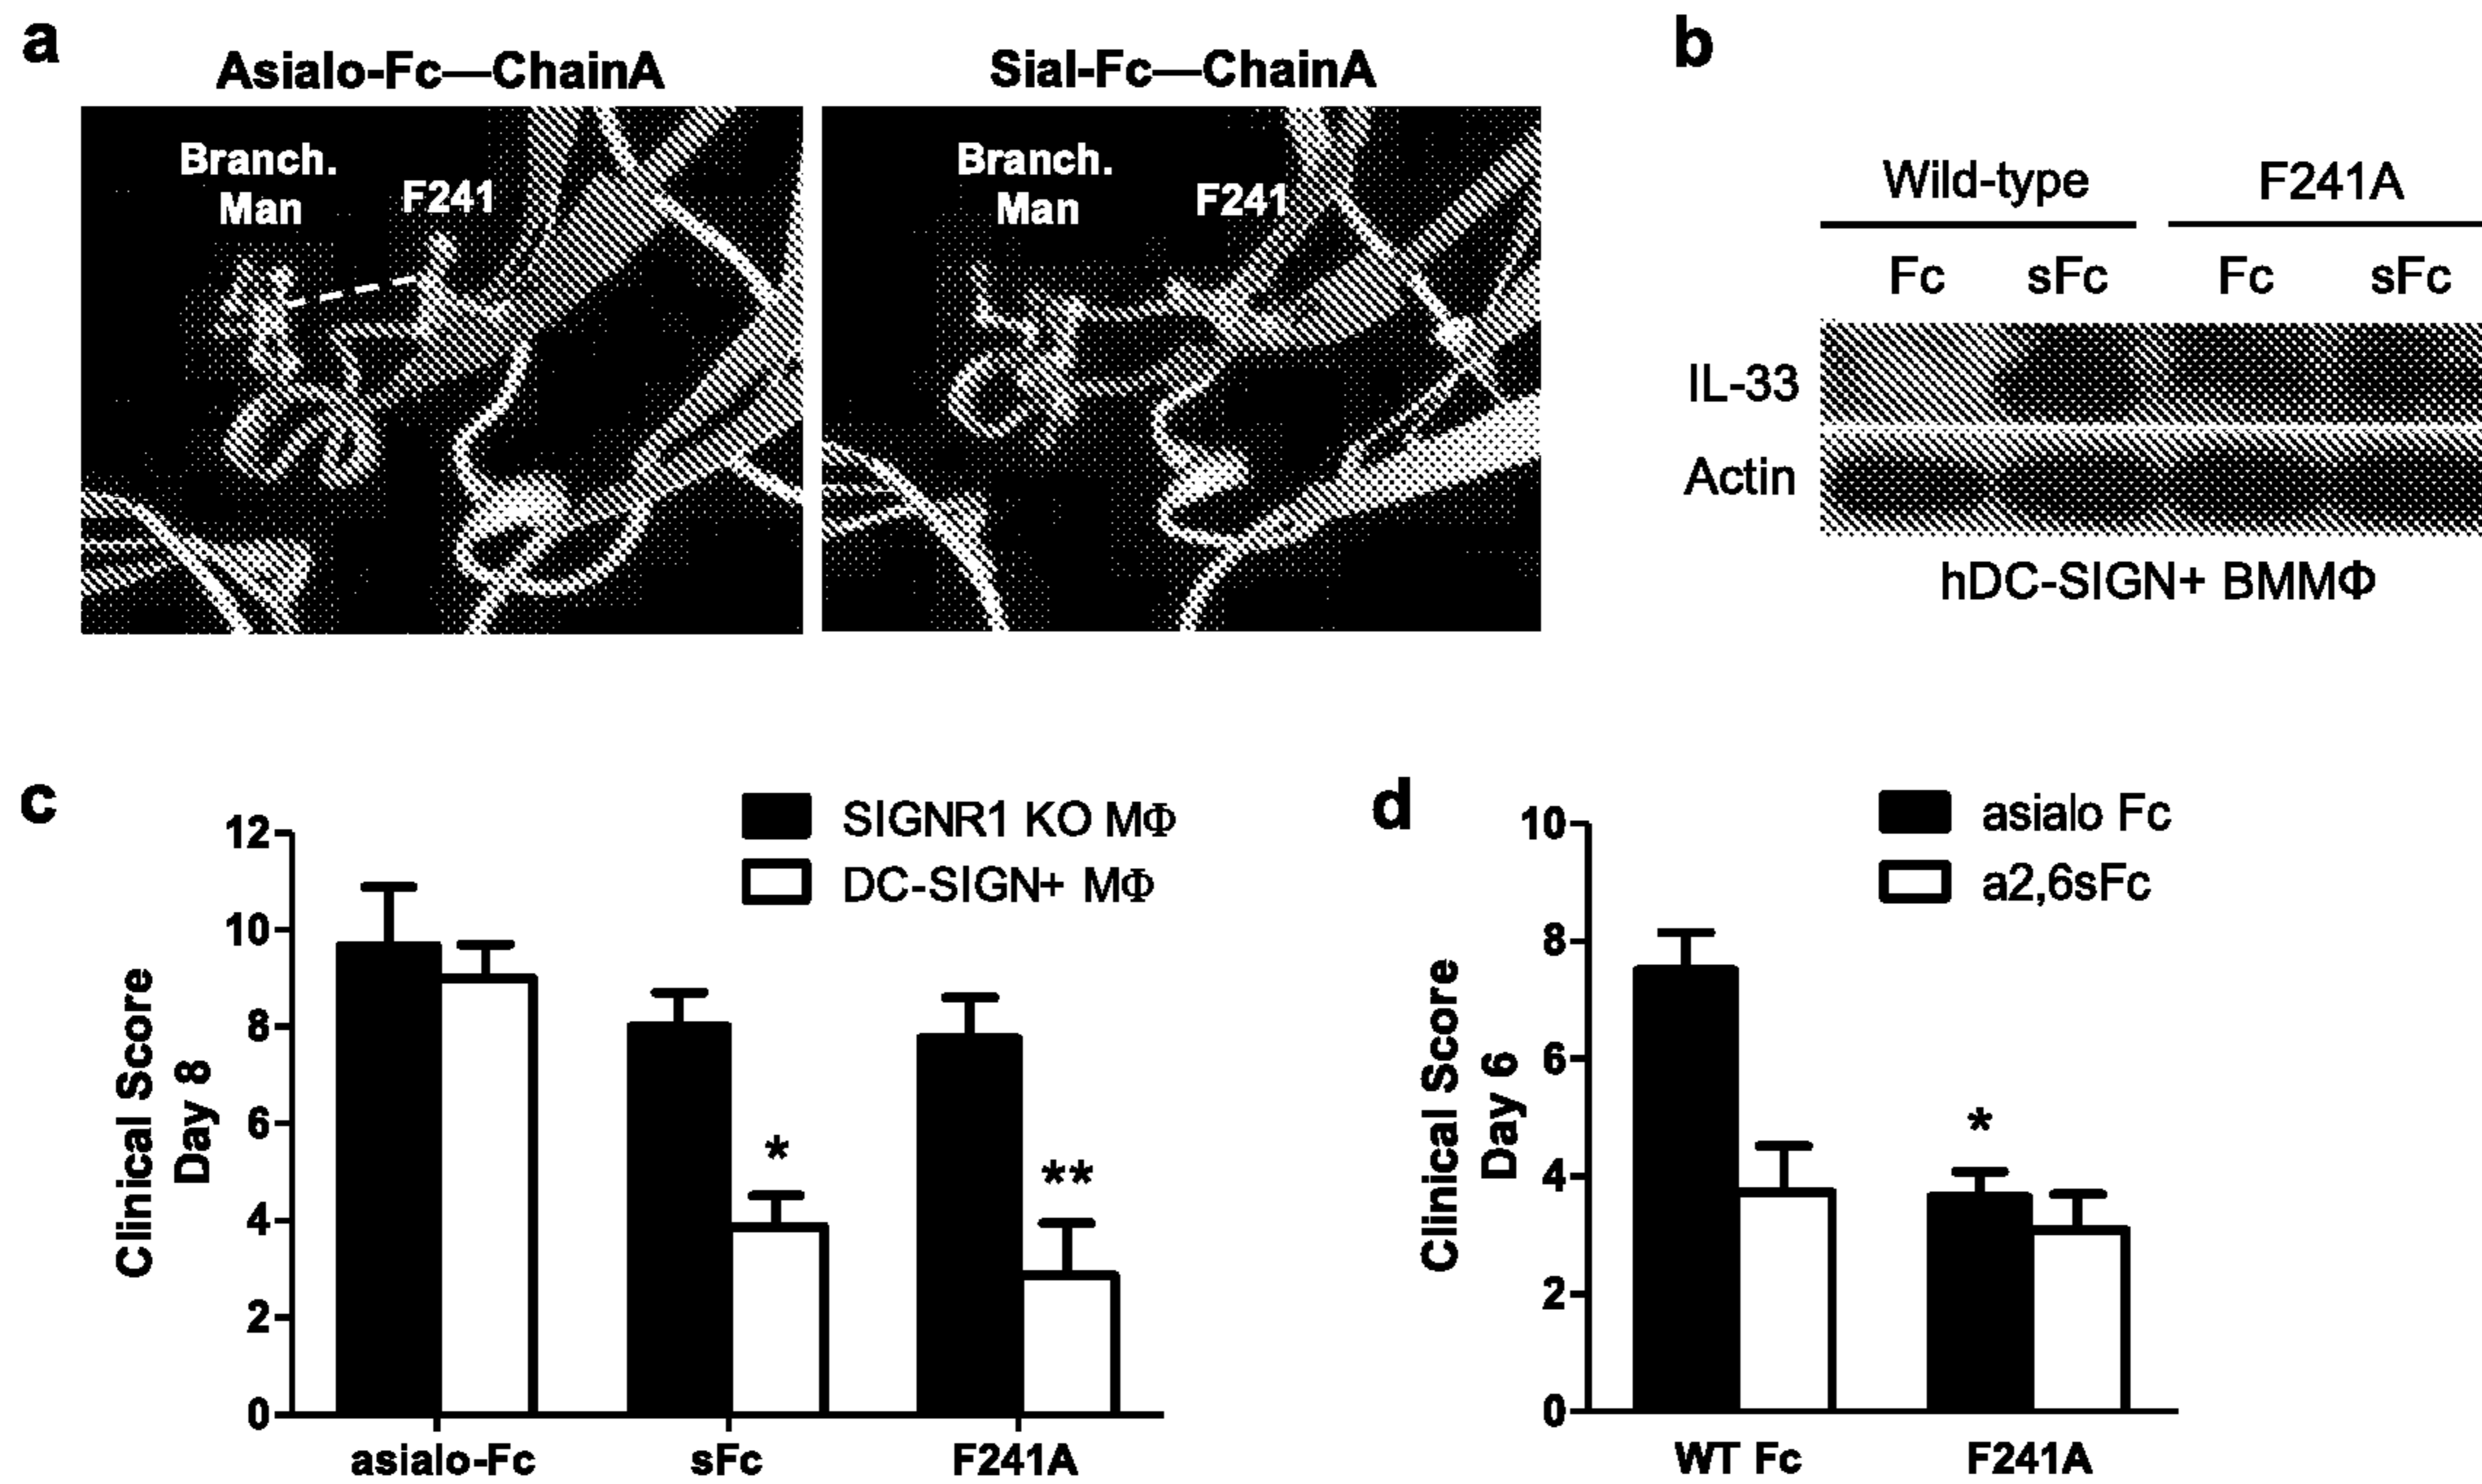 a
Asialo-Fc—ChainA
Branch.
Man
F241
Sial-Fc—ChainA
Branch.
Man
F241
b
Wild-type F241A
Fc sFc Fc sFc
IL-33
Actin
hDC-SIGN+ BMMΦ
c
SIGNR1 KO MΦ
DC-SIGN+ MΦ
Clinical Score
Day 8
12
10
8
6
4
2
0
*
**
asialo-Fc sFc F241A
d
asialo Fc
a2,6sFc
Clinical Score
Day 6
10
8
6
4
2
0
*
WT Fc F241A